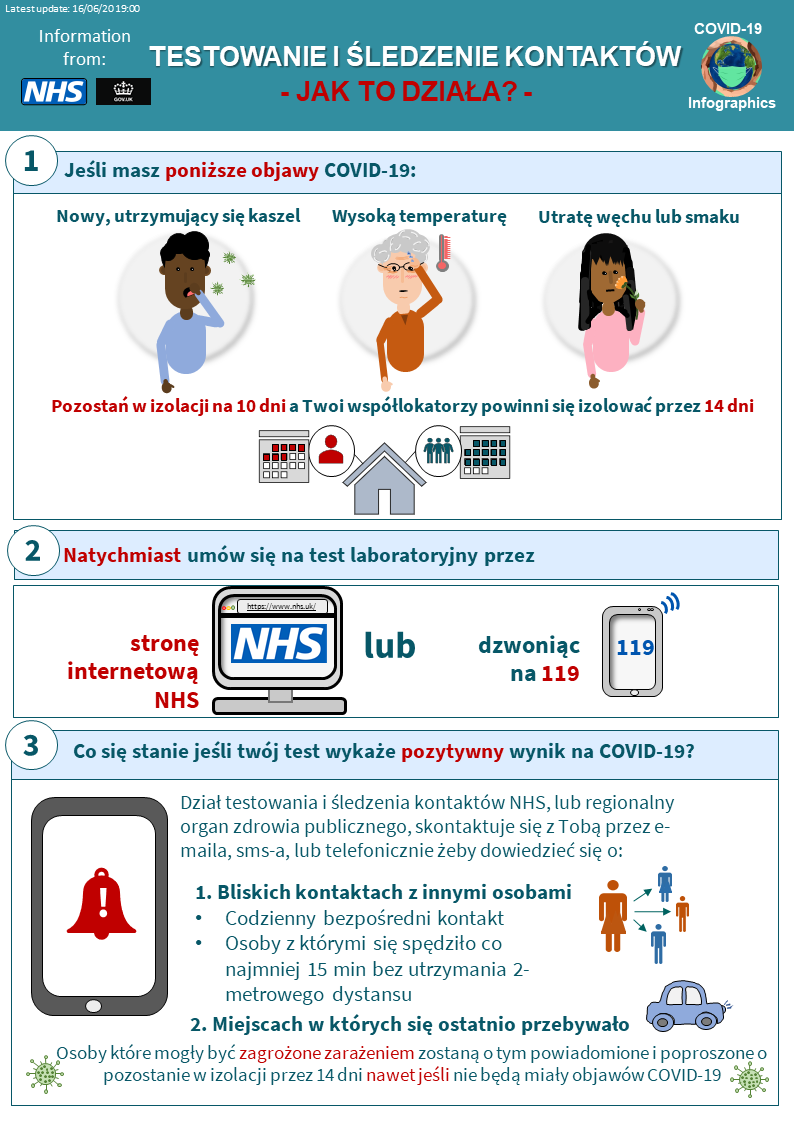 Latest update: 16/06/20 19:00
Information
from:
NHS
GOV.UK
TESTOWANIE I ŚLEDZENIE KONTAKTÓW
- JAK TO DZIAŁA? -
COVID-19
Infographics
1
Jeśli masz poniższe objawy COVID-19:
Nowy, utrzymujący się kaszel
Wysoką temperaturę
Utratę węchu lub smaku
Pozostań w izolacji na 10 dni a Twoi współlokatorzy powinni się izolować przez 14 dni
2
Natychmiast umów się na test laboratoryjny przez
stronę
internetową
NHS
https://www.nhs.uk/
NHS
lub
dzwoniąc
na 119
119
3
Co się stanie jeśli twój test wykaże pozytywny wynik na COVID-19?
!
Dział testowania i śledzenia kontaktów NHS, lub regionalny
organ zdrowia publicznego, skontaktuje się z Tobą przez e-
maila, sms-a, lub telefonicznie żeby dowiedzieć się o:
1. Bliskich kontaktach z innymi osobami
• Codzienny bezpośredni kontakt
• Osoby z którymi się spędziło co
najmniej 15 min bez utrzymania 2-
metrowego dystansu
2. Miejscach w których się ostatnio przebywało
Osoby które mogły być zagrożone zarażeniem zostaną o tym powiadomione i poproszone o
pozostanie w izolacji przez 14 dni nawet jeśli nie będą miały objawów COVID-19